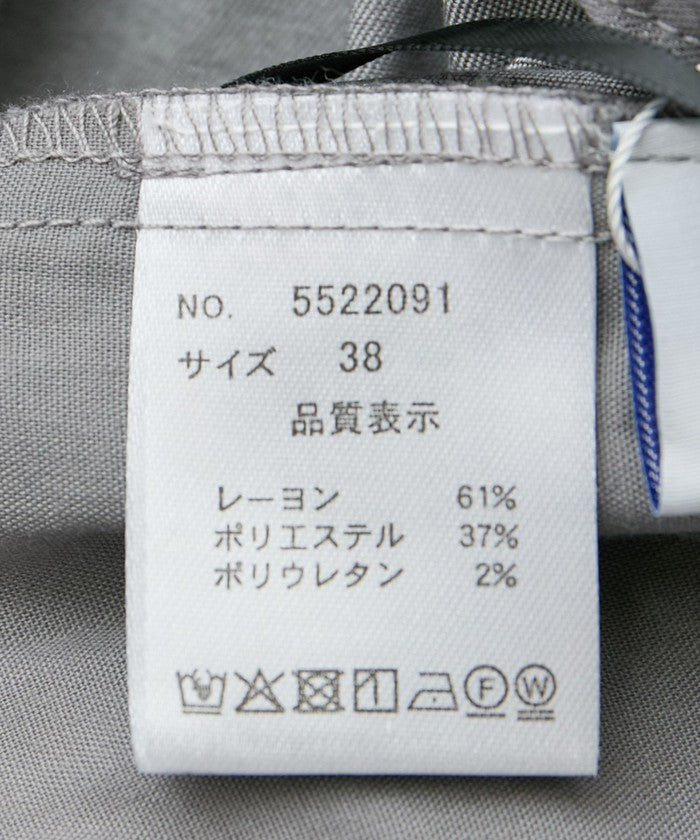 NO. 5522091
サイズ 38
品質表示
レーヨン 61%
ポリエステル 37%
ポリウレタン 2%
F W